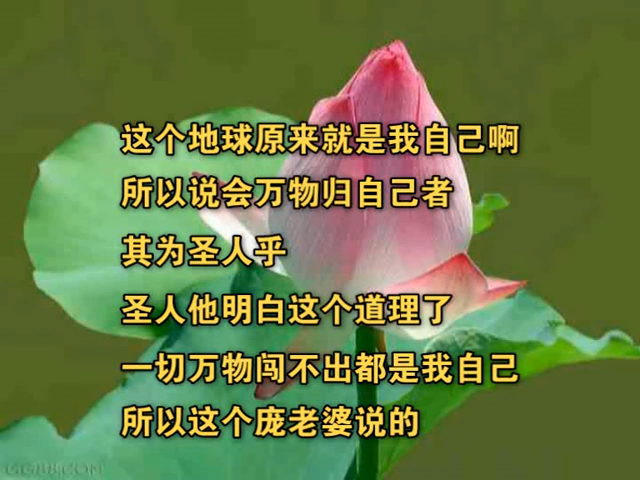 这个地球原来就是我自己啊
所以说会万物归自己者
其为圣人乎
圣人他明白这个道理了
一切万物闯不出都是我自己
所以这个庞老婆说的